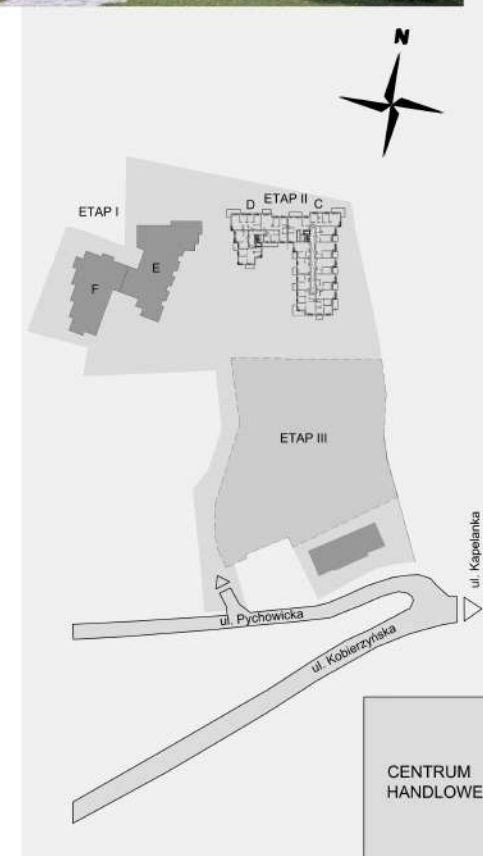 N
ETAP I
ETAP II
D
C
E
F
ETAP III
ul. Kapelanka
ul. Pychowicka
ul. Kobierzyńska
CENTRUM
HANDLOWE